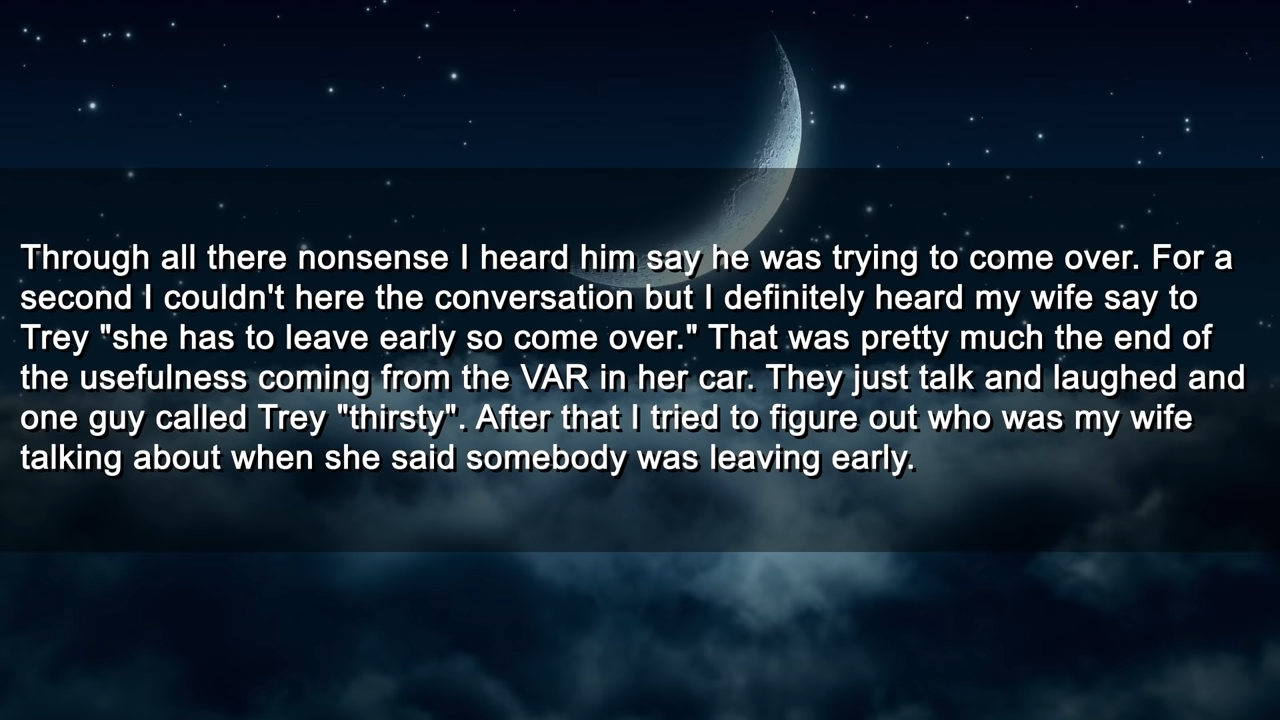 Through all there nonsense I heard him say he was trying to come over. For a
second I couldn't here the conversation but I definitely heard my wife say to
Trey "she has to leave early so come over." That was pretty much the end of
the usefulness coming from the VAR in her car. They just talk and laughed and
one guy called Trey "thirsty". After that I tried to figure out who was my wife
talking about when she said somebody was leaving early.